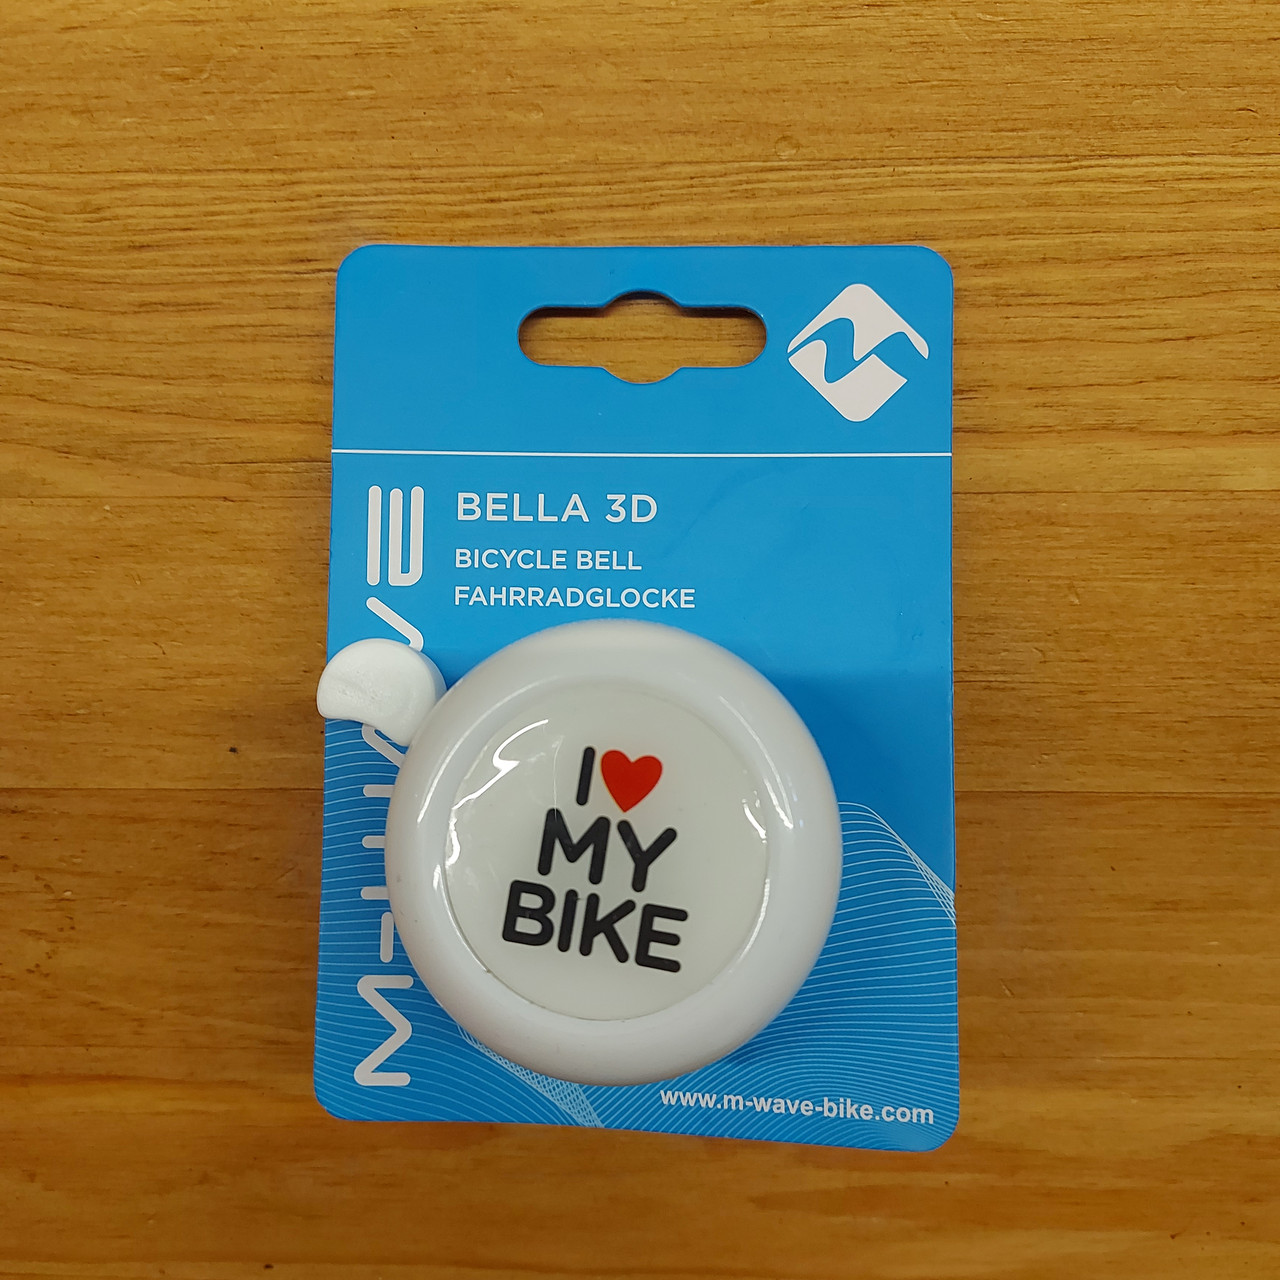 BELLA 3D
BICYCLE BELL
FAHRRADGLOCKE
M-WAVE
I ❤
MY
BIKE
www.m-wave-bike.com